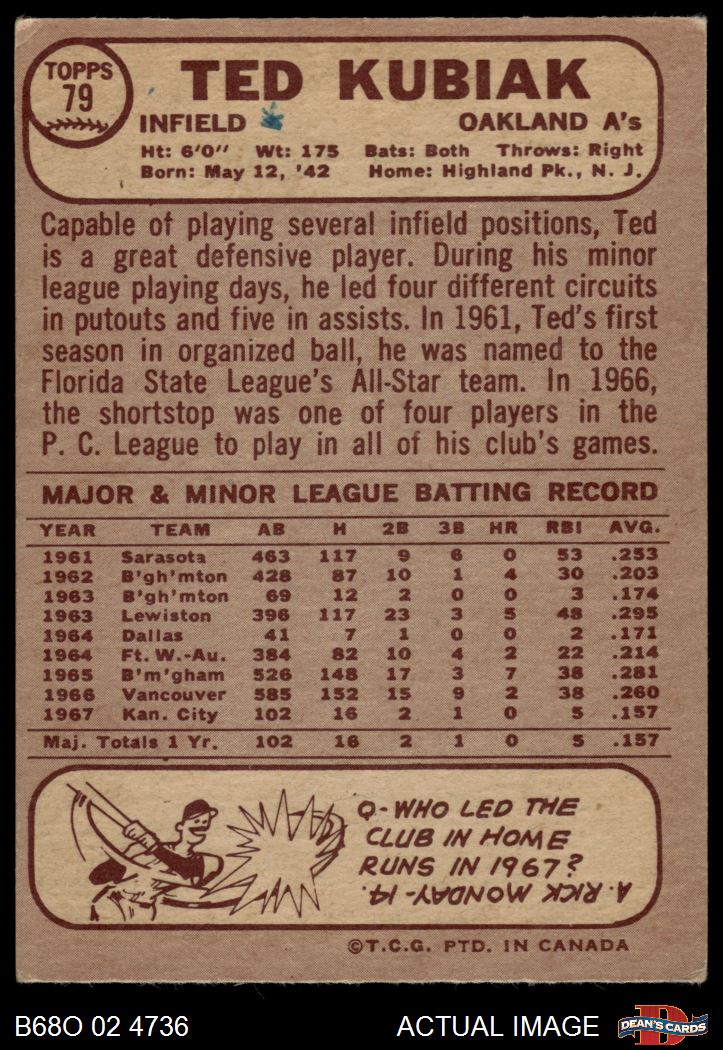 TOPPS
79
TED KUBIAK
INFIELD OAKLAND A's
Ht: 6'0" Wt: 175 Bats: Both Throws: Right
Born: May 12, '42 Home: Highland Pk., N. J.
Capable of playing several infield positions, Ted
is a great defensive player. During his minor
league playing days, he led four different circuits
in putouts and five in assists. In 1961, Ted's first
season in organized ball, he was named to the
Florida State League's All-Star team. In 1966,
the shortstop was one of four players in the
P. C. League to play in all of his club's games.
MAJOR & MINOR LEAGUE BATTING RECORD
YEAR TEAM AB H 2B 3B HR RBI AVG.
1961 Sarasota 463 117 9 6 0 53 .253
1962 B'gh'mton 428 87 10 1 4 30 .203
1963 B'gh'mton 69 12 2 0 0 3 .174
1963 Lewiston 396 117 23 3 5 48 .295
1964 Dallas 41 7 1 0 0 2 .171
1964 Ft. W.-Au. 384 82 10 4 2 22 .214
1965 B'm'gham 526 148 17 3 7 38 .281
1966 Vancouver 585 152 15 9 2 38 .260
1967 Kan. City 102 16 2 1 0 5 .157
Maj. Totals 1 Yr. 102 16 2 1 0 5 .157
Q-WHO LED THE
CLUB IN HOME
RUNS IN 1967?
A. RICK MONDAY-14.
©T.C.G. PTD. IN CANADA
B68O 02 4736 ACTUAL IMAGE
DEAN'S CARDS